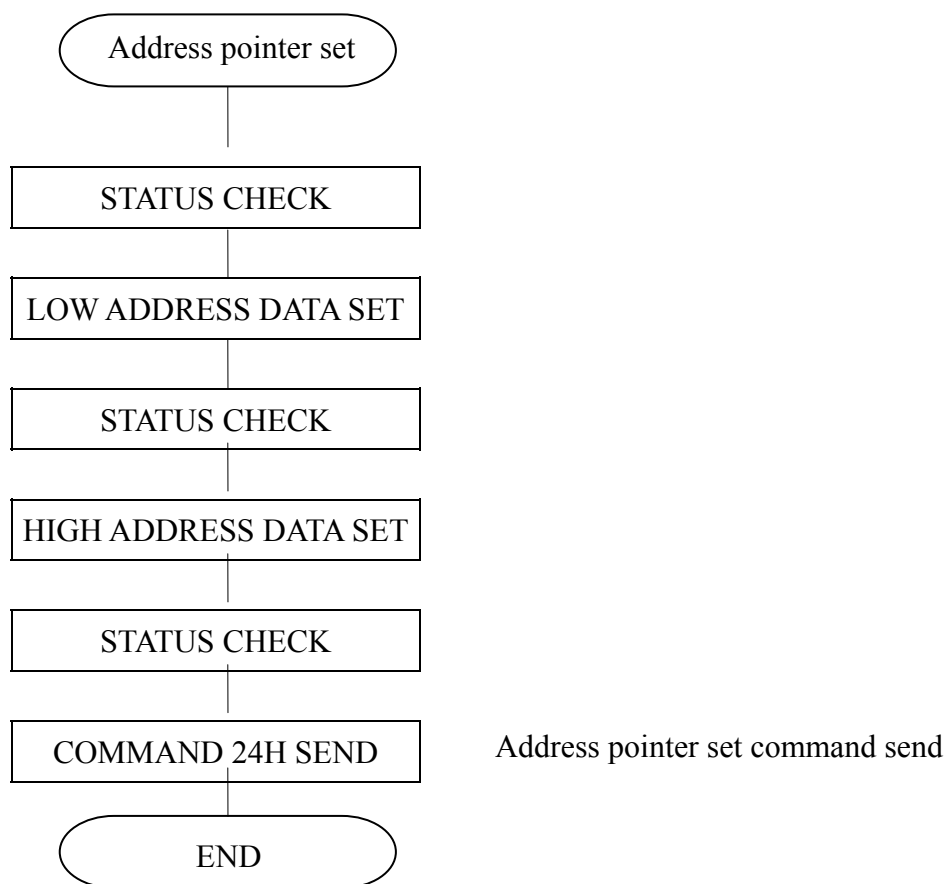 Address pointer set
STATUS CHECK
LOW ADDRESS DATA SET
STATUS CHECK
HIGH ADDRESS DATA SET
STATUS CHECK
COMMAND 24H SEND
Address pointer set command send
END